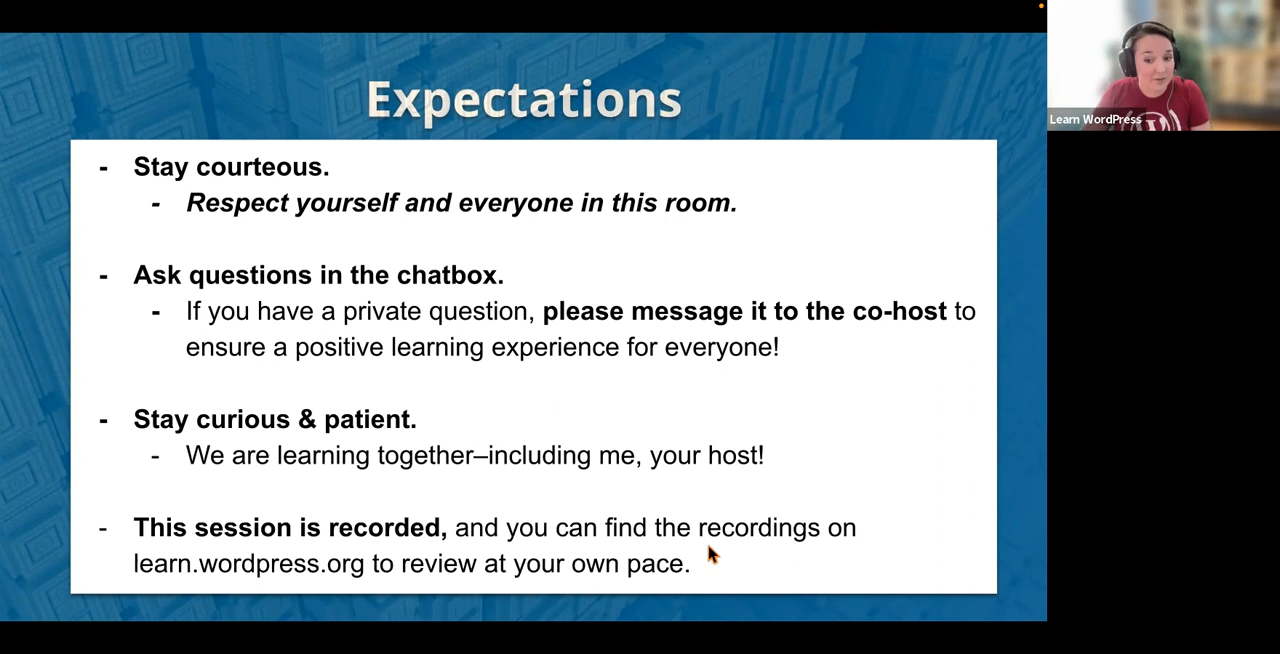 Expectations
- Stay courteous.
- Respect yourself and everyone in this room.
- Ask questions in the chatbox.
- If you have a private question, please message it to the co-host to
ensure a positive learning experience for everyone!
- Stay curious & patient.
- We are learning together–including me, your host!
- This session is recorded, and you can find the recordings on
learn.wordpress.org to review at your own pace.
Learn WordPress